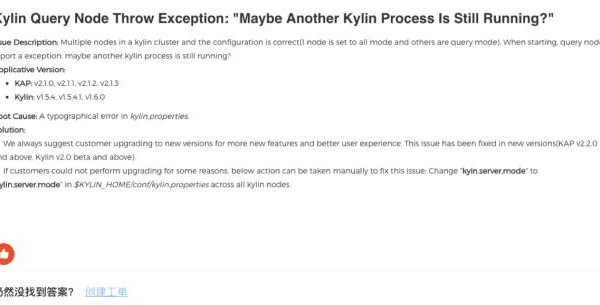 Kylin Query Node Throw Exception: "Maybe Another Kylin Process Is Still Running?"
sue Description: Multiple nodes in a kylin cluster and the configuration is correct(1 node is set to all mode and others are query mode). When starting, query node
port a exception: maybe another kylin process is still running?
pplicative Version:
• KAP: v2.1.0, v2.1.1, v2.1.2, v2.1.3
• Kylin: v1.5.4, v1.5.4.1, v1.6.0
oot Cause: A typographical error in kylin.properties.
olution:
We always suggest customer upgrading to new versions for more new features and better user experience. This issue has been fixed in new versions(KAP v2.2.0
nd above, Kylin v2.0 beta and above).
If customers could not perform upgrading for some reasons, below action can be taken manually to fix this issue: Change "kyin.server.mode" to
ylin.server.mode" in $KYLIN_HOME/conf/kylin.properties across all kylin nodes.
仍然没找到答案? 创建工单